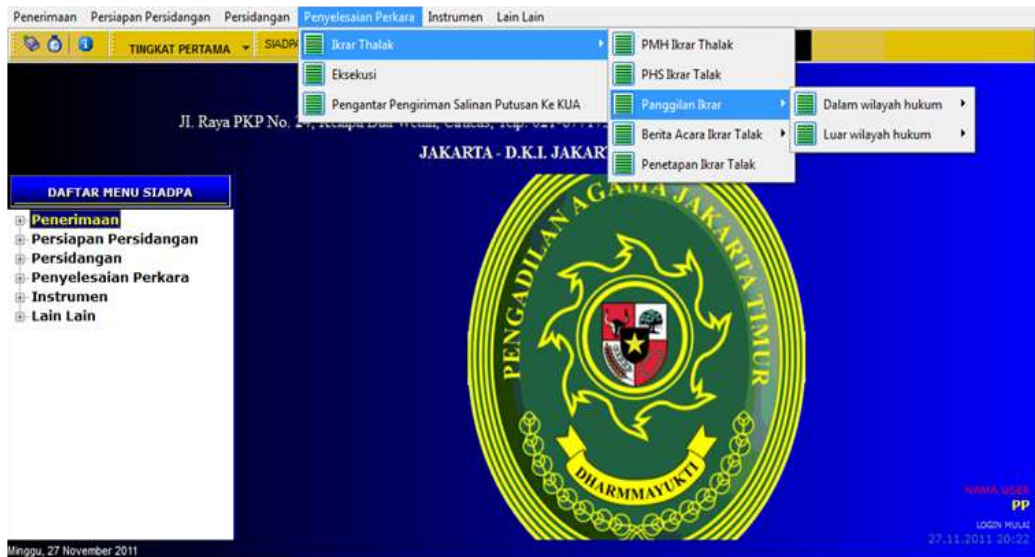 Penerimaan Persiapan Persidangan Persidangan Penyelesaian Perkara Instrumen Lain Lain
TINGKAT PERTAMA
Ikrar Thalak
Eksekusi
Pengantar Pengiriman Salinan Putusan Ke KUA
PMH Ikrar Thalak
PHS Ikrar Talak
Panggilan Ikrar
Berita Acara Ikrar Talak
Penetapan Ikrar Talak
Dalam wilayah hukum
Luar wilayah hukum
Jl. Raya PKP No.
JAKARTA - D.K.I. JAKAR
DAFTAR MENU SIADPA
Penerimaan
Persiapan Persidangan
Persidangan
Penyelesaian Perkara
Instrumen
Lain Lain
PENGADILAN AGAMA JAKARTA TIMUR
DHARMMAYUKTI
NAMA USER
PP
LOGIN MULAI
27.11.2011 20:22
Minggu, 27 November 2011